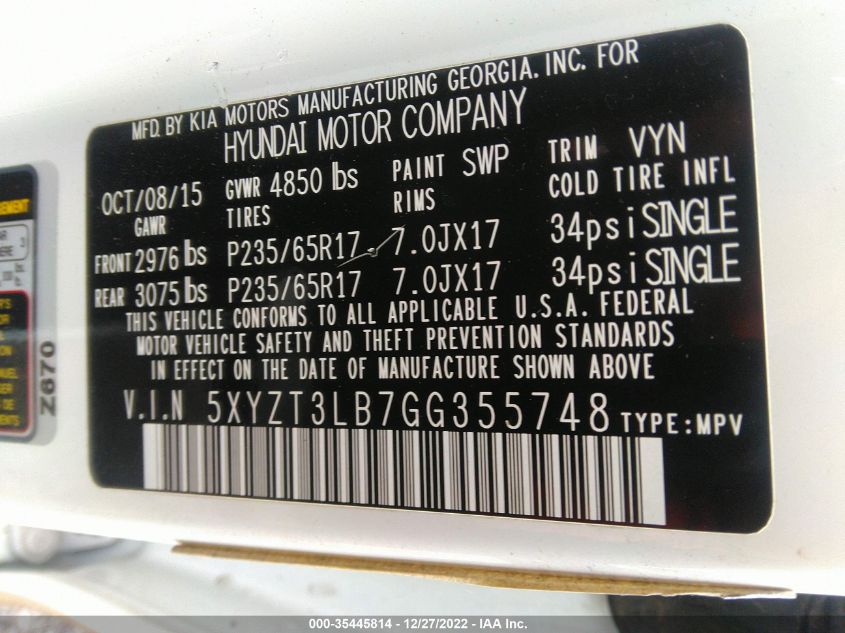 MFD. BY KIA MOTORS MANUFACTURING GEORGIA. INC. FOR
HYUNDAI MOTOR COMPANY
OCT/08/15 GVWR 4850 lbs PAINT SWP TRIM VYN
GAWR TIRES RIMS COLD TIRE INFL
FRONT 2976 lbs P235/65R17 7.0JX17 34psi SINGLE
REAR 3075 lbs P235/65R17 7.0JX17 34psi SINGLE
THIS VEHICLE CONFORMS TO ALL APPLICABLE U.S.A. FEDERAL
MOTOR VEHICLE SAFETY AND THEFT PREVENTION STANDARDS
IN EFFECT ON THE DATE OF MANUFACTURE SHOWN ABOVE
V.I.N 5XYZT3LB7GG355748 TYPE:MPV
Z670
000-35445814 - 12/27/2022 - IAA Inc.